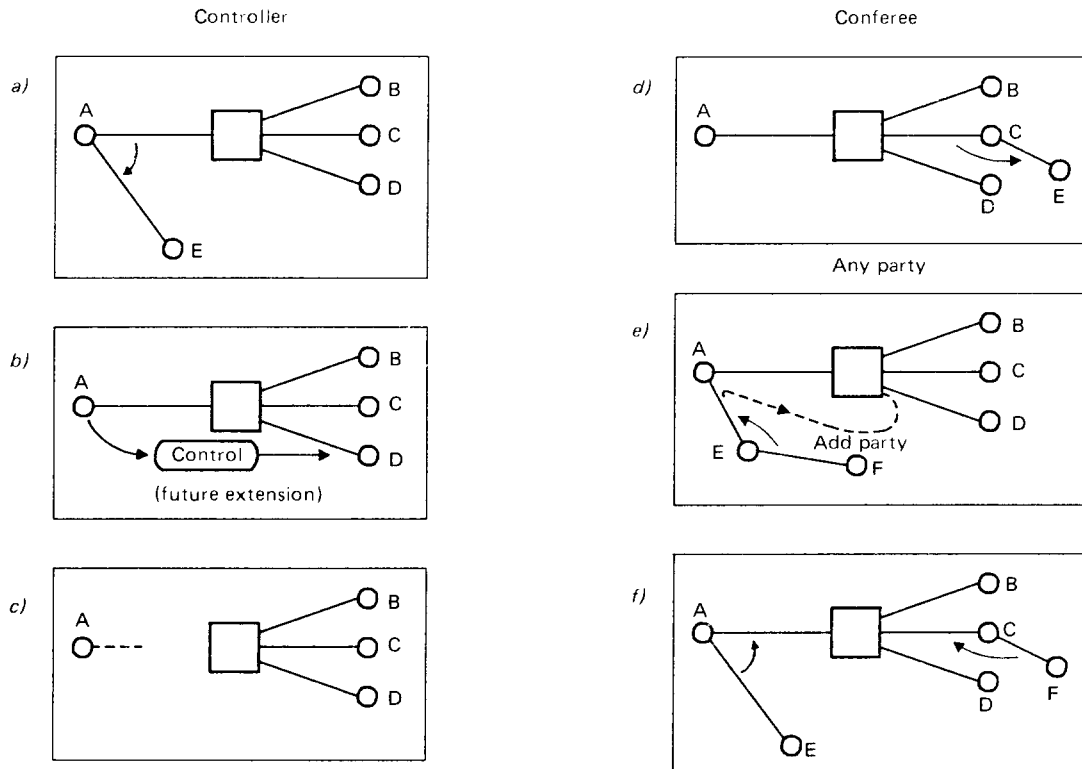 Controller
a)
A
B
C
D
E
b)
A
B
C
D
Control
(future extension)
c)
A
B
C
D
Conferee
d)
A
B
C
D
E
Any party
e)
A
B
C
D
Add party
E
F
f)
A
B
C
D
F
E